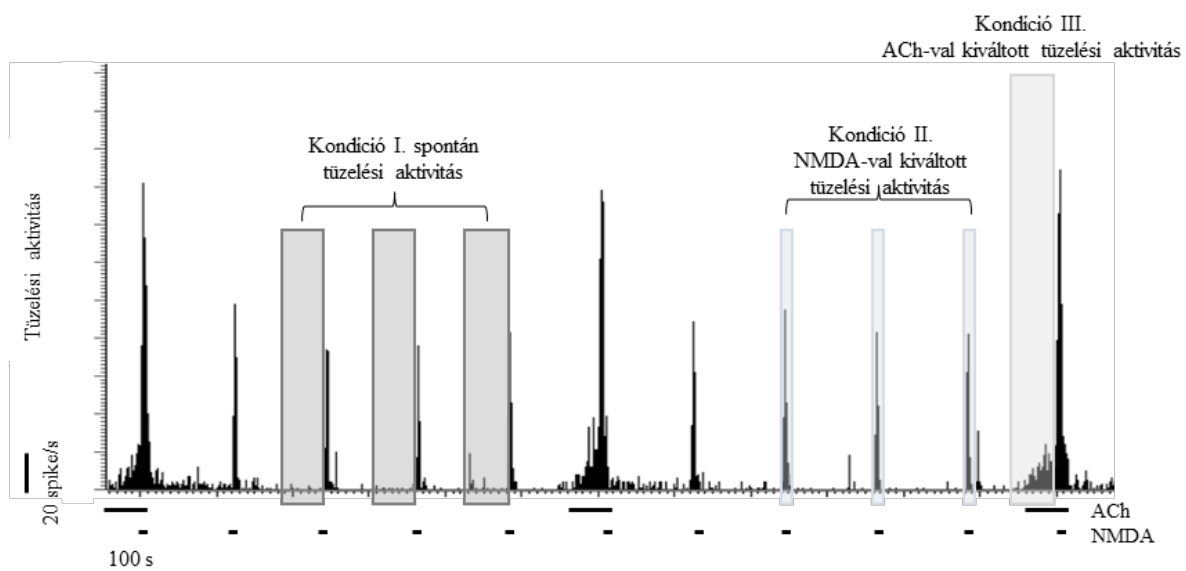 Kondíció III.
ACh-val kiváltott tüzelési aktivitás
Kondíció I. spontán
tüzelési aktivitás
Kondíció II.
NMDA-val kiváltott
tüzelési aktivitás
Tüzelési aktivitás
20 spike/s
ACh
NMDA
100 s